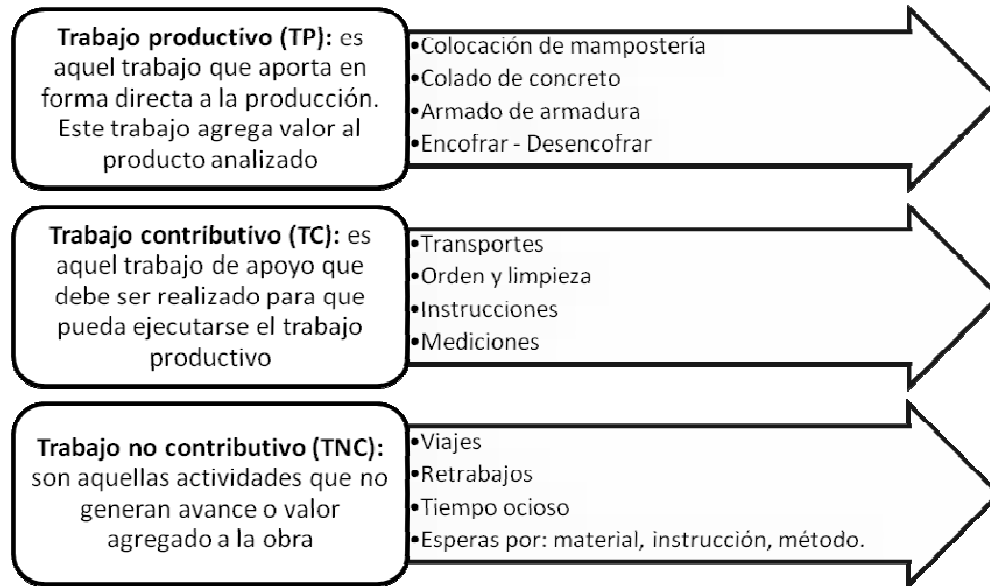 Trabajo productivo (TP): es
aquel trabajo que aporta en
forma directa a la producción.
Este trabajo agrega valor al
producto analizado
•Colocación de mampostería
•Colado de concreto
•Armado de armadura
•Encofrar - Desencofrar
Trabajo contributivo (TC): es
aquel trabajo de apoyo que
debe ser realizado para que
pueda ejecutarse el trabajo
productivo
•Transportes
•Orden y limpieza
•Instrucciones
•Mediciones
Trabajo no contributivo (TNC):
son aquellas actividades que no
generan avance o valor
agregado a la obra
•Viajes
•Retrabajos
•Tiempo ocioso
•Esperas por: material, instrucción, método.